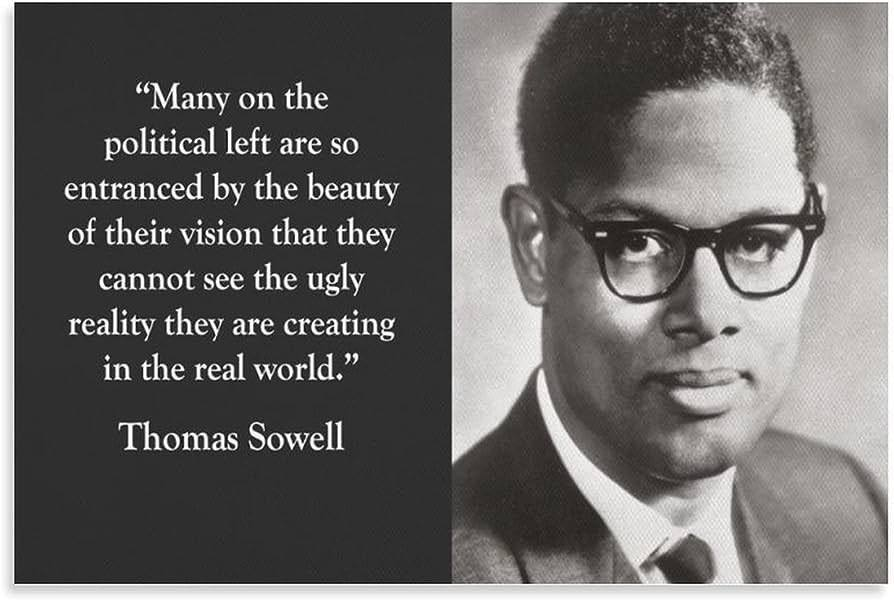 “Many on the
political left are so
entranced by the beauty
of their vision that they
cannot see the ugly
reality they are creating
in the real world.”
Thomas Sowell